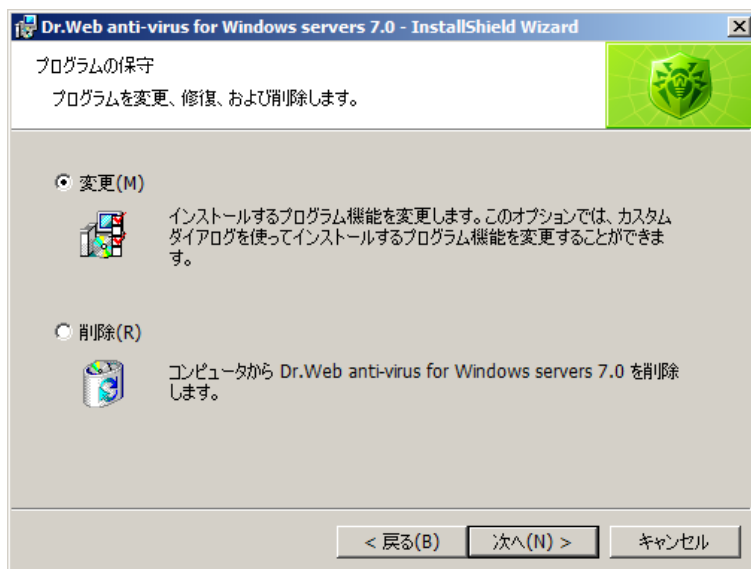 Dr.Web anti-virus for Windows servers 7.0 - InstallShield Wizard
プログラムの保守
プログラムを変更、修復、および削除します。
変更(M)
インストールするプログラム機能を変更します。このオプションでは、カスタム
ダイアログを使ってインストールするプログラム機能を変更することができま
す。
削除(R)
コンピュータから Dr.Web anti-virus for Windows servers 7.0 を削除
します。
< 戻る(B)
次へ(N) >
キャンセル